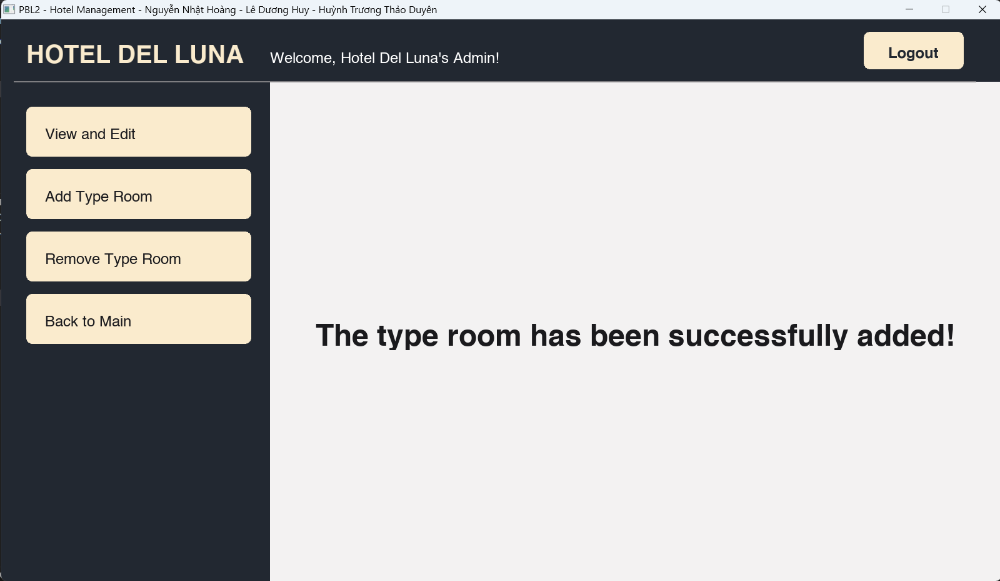 PBL2 - Hotel Management - Nguyễn Nhật Hoàng - Lê Dương Huy - Huỳnh Trương Thảo Duyên
HOTEL DEL LUNA
Welcome, Hotel Del Luna's Admin!
Logout
View and Edit
Add Type Room
Remove Type Room
Back to Main
The type room has been successfully added!